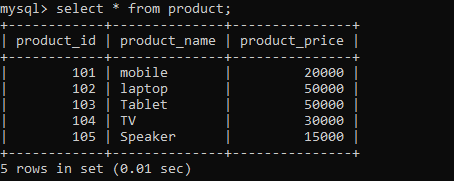 mysql> select * from product;
+------------+--------------+---------------+
| product_id | product_name | product_price |
+------------+--------------+---------------+
|        101 | mobile       |         20000 |
|        102 | laptop       |         50000 |
|        103 | Tablet       |         50000 |
|        104 | TV           |         30000 |
|        105 | Speaker      |         15000 |
+------------+--------------+---------------+
5 rows in set (0.01 sec)